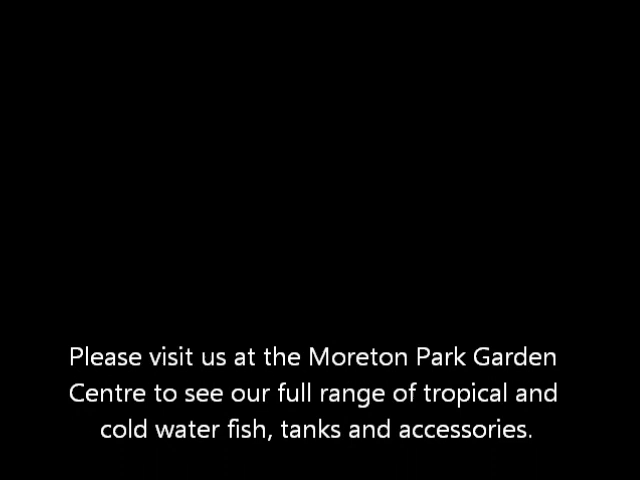 Please visit us at the Moreton Park Garden
Centre to see our full range of tropical and
cold water fish, tanks and accessories.